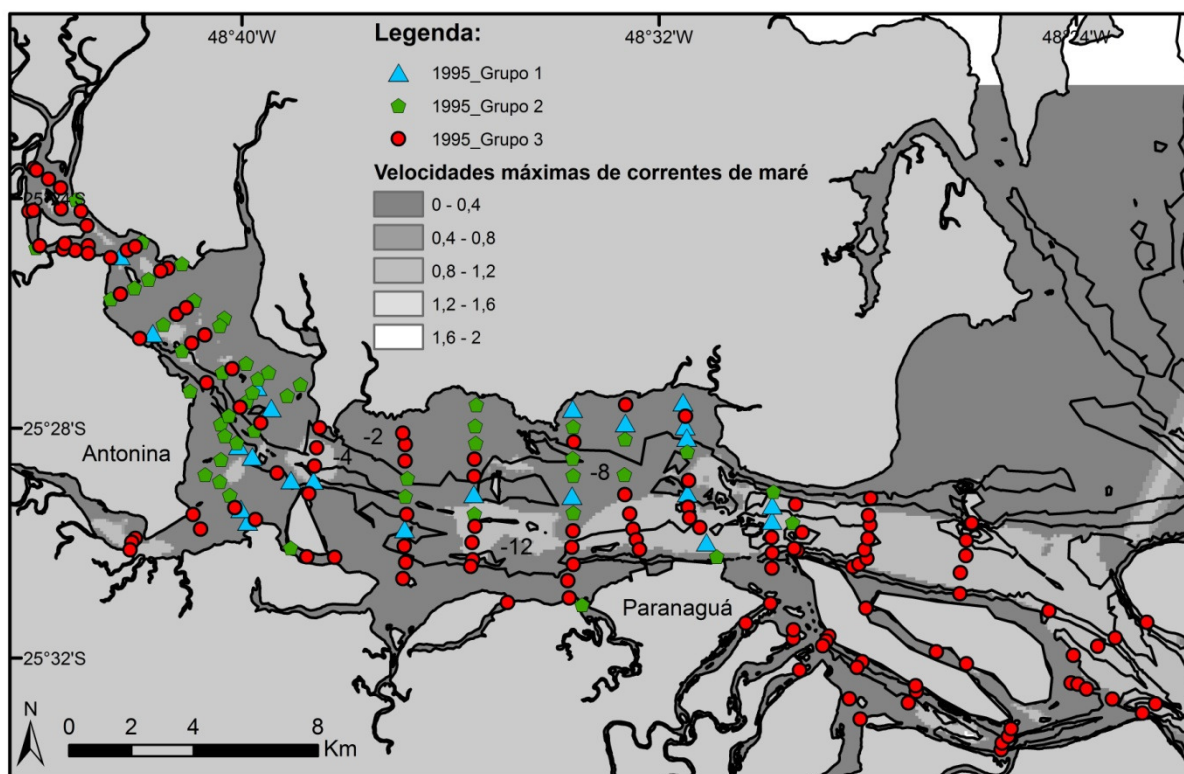 48°40'W
48°32'W
48°24'W
Legenda:
1995_Grupo 1
1995_Grupo 2
1995_Grupo 3
Velocidades máximas de correntes de maré
0 - 0,4
0,4 - 0,8
0,8 - 1,2
1,2 - 1,6
1,6 - 2
25°24'S
25°28'S
Antonina
-2
-4
-8
-4
-12
Paranaguá
25°32'S
N
0 2 4 8
Km